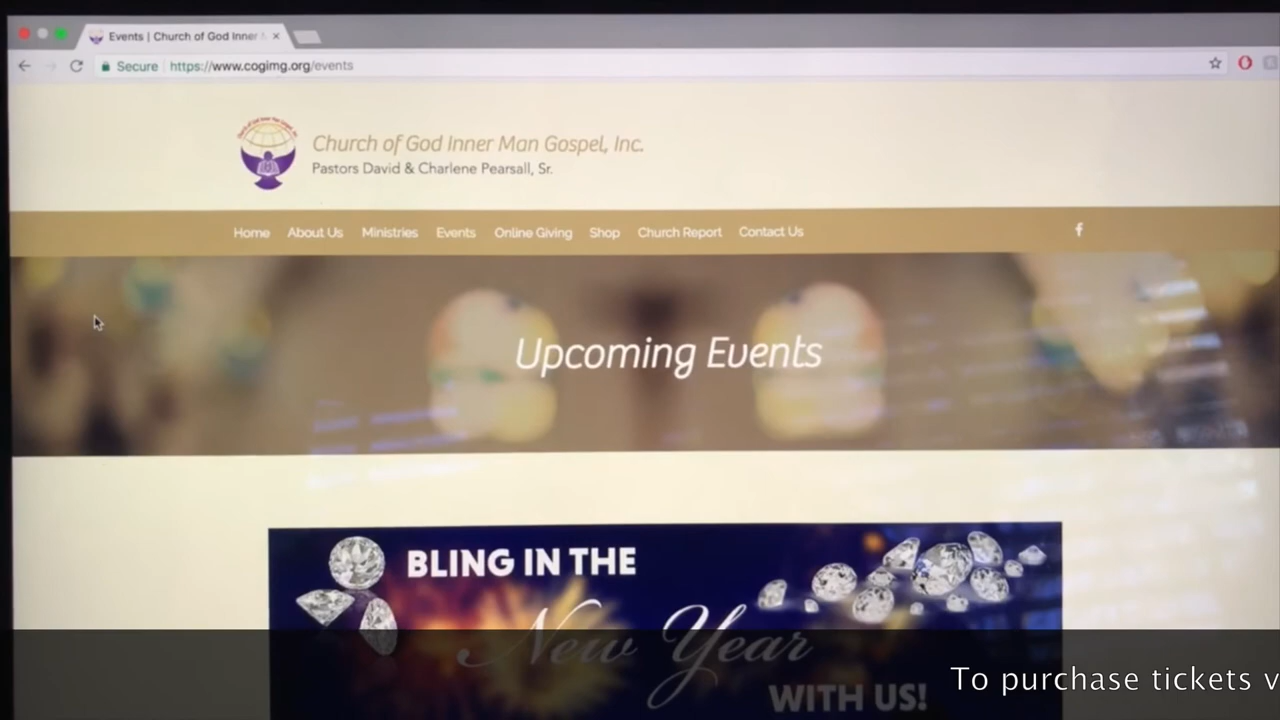 Events | Church of God Inner
Secure https://www.cogimg.org/events
Church of God Inner Man Gospel, Inc.
Pastors David & Charlene Pearsall, Sr.
Home About Us Ministries Events Online Giving Shop Church Report Contact Us
Upcoming Events
BLING IN THE
New Year
WITH US!
To purchase tickets v